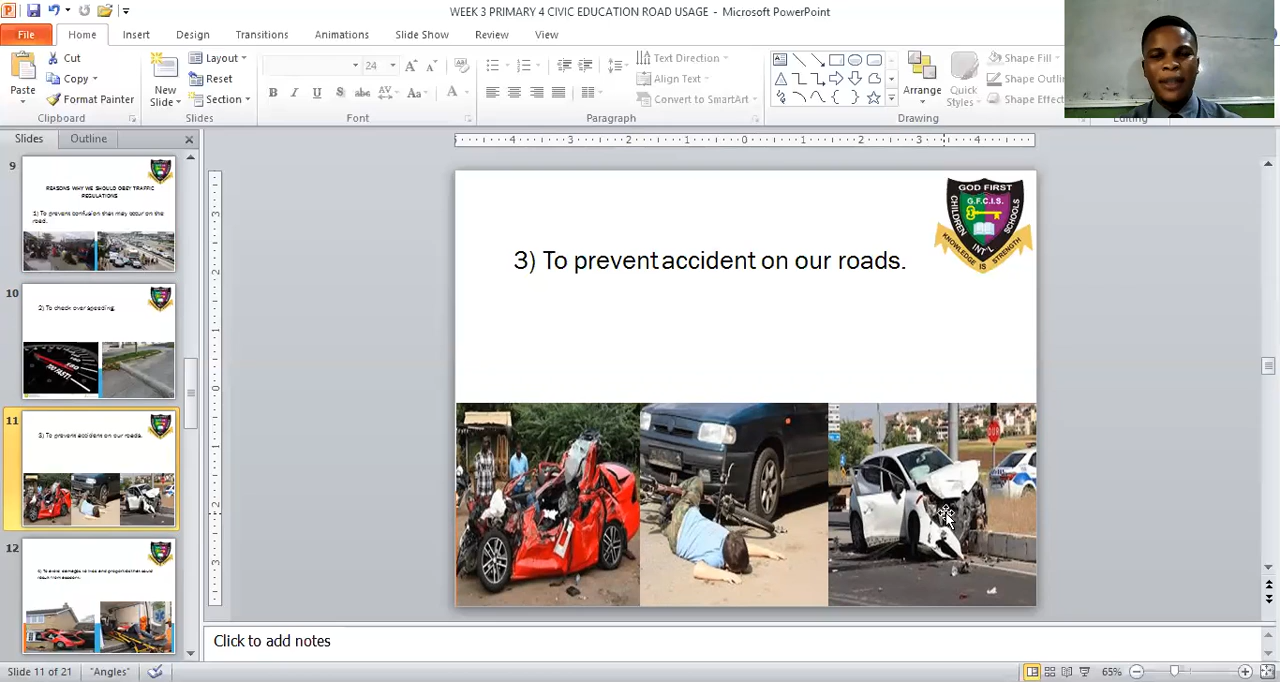 WEEK 3 PRIMARY 4 CIVIC EDUCATION ROAD USAGE - Microsoft PowerPoint
File Home Insert Design Transitions Animations Slide Show Review View
Cut
Copy
Format Painter
Paste
Clipboard
New
Slide
Layout
Reset
Section
Slides
24
Font
Text Direction
Align Text
Convert to SmartArt
Paragraph
Arrange
Quick
Styles
Shape Fill
Shape Outli
Shape Effect
Drawing
Editing
Slides Outline
9
REASONS WHY WE SHOULD OBEY TRAFFIC
REGULATIONS
1) To prevent confusion that may occur on the
road.
10
2) To check over speeding.
11
3) To prevent accident on our roads.
12
GOD FIRST
G.F.C.I.S.
CHILDREN
INT'L
SCHOOLS
KNOWLEDGE IS STRENGTH
3) To prevent accident on our roads.
Click to add notes
Slide 11 of 21 "Angles" 65%